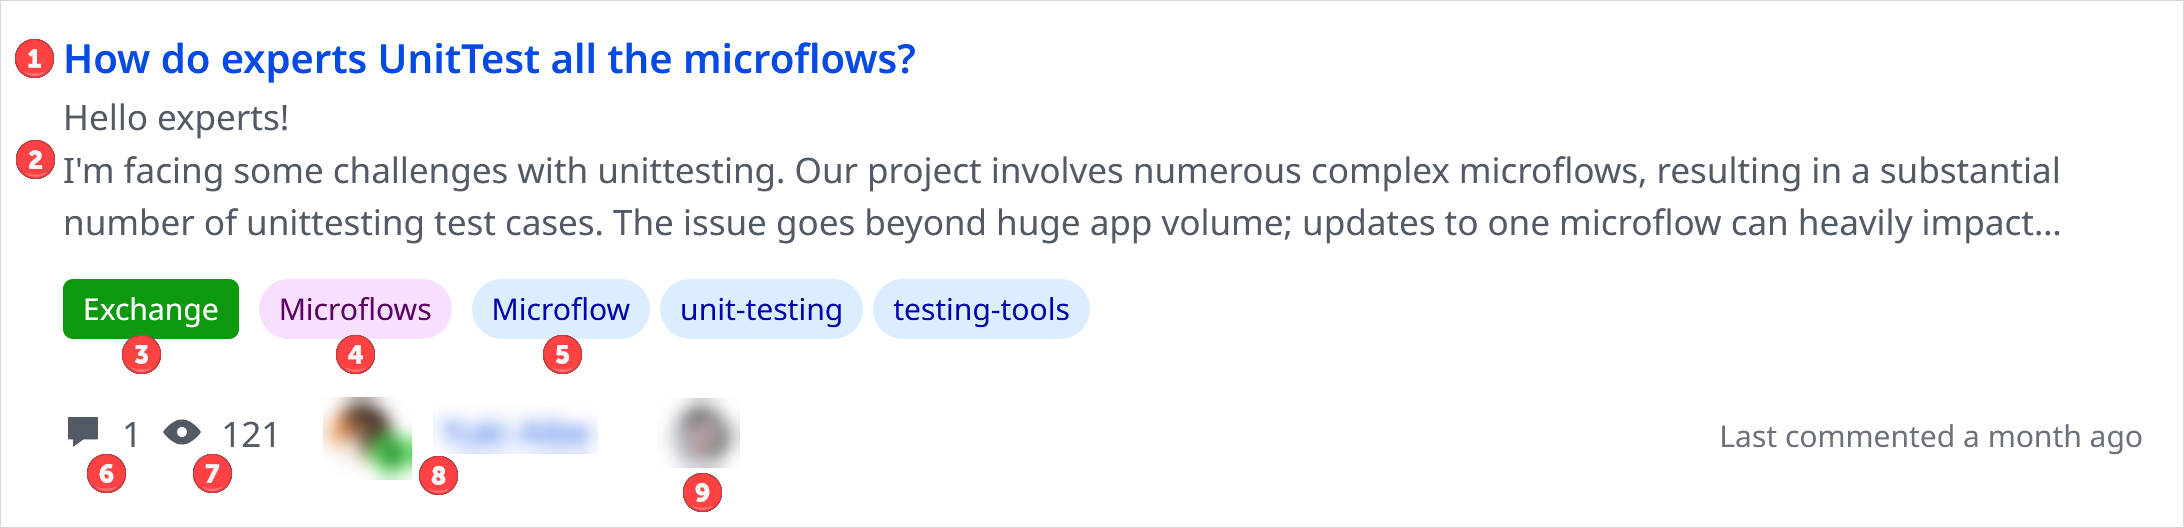 1 How do experts UnitTest all the microflows?
Hello experts!
2 I'm facing some challenges with unittesting. Our project involves numerous complex microflows, resulting in a substantial
number of unittesting test cases. The issue goes beyond huge app volume; updates to one microflow can heavily impact...
Exchange Microflows Microflow unit-testing testing-tools
3 4 5
1 121 Last commented a month ago
6 7 8 9